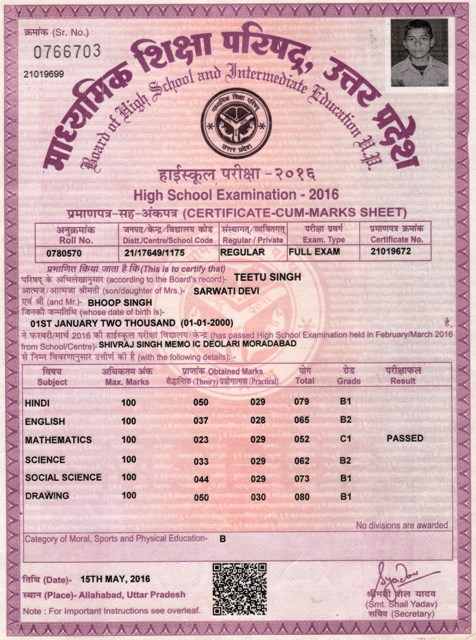 क्रमांक (Sr. No.)
0766703
21019699
माध्यमिक शिक्षा परिषद्, उत्तर प्रदेश
Board of High School and Intermediate Education U.P.
हाईस्कूल परीक्षा - २०१६
High School Examination - 2016
प्रमाणपत्र-सह-अंकपत्र (CERTIFICATE-CUM-MARKS SHEET)
अनुक्रमांक जनपद/केन्द्र/विद्यालय कोड संस्थागत/व्यक्तिगत परीक्षा प्रवर्ग प्रमाणपत्र क्रमांक
Roll No. Distt./Centre/School Code Regular / Private Exam. Type Certificate No.
0780570 21/17649/1175 REGULAR FULL EXAM 21019672
प्रमाणित किया जाता है कि (This is to certify that)
परिषद के अभिलेखानुसार (according to the Board's record)- TEETU SINGH
आत्मज/आत्मजा श्रीमती (son/daughter of Mrs.)- SARWATI DEVI
एवं श्री (and Mr.)- BHOOP SINGH
जिनकी जन्मतिथि (whose date of birth is)-
01ST JANUARY TWO THOUSAND (01-01-2000)
ने फरवरी/मार्च 2016 की हाईस्कूल परीक्षा विद्यालय/केन्द्र (has passed High School Examination held in February/March 2016
from School/Centre)- SHIVRAJ SINGH MEMO IC DEOLARI MORADABAD
से निम्न विवरणानुसार उत्तीर्ण की है (with the following details):-
विषय अधिकतम अंक प्राप्तांक Obtained Marks योग ग्रेड परीक्षाफल
Subject Max. Marks सैद्धान्तिक (Theory) प्रयोगात्मक (Practical) Total Grade Result
HINDI 100 050 029 079 B1
ENGLISH 100 037 028 065 B2
MATHEMATICS 100 023 029 052 C1 PASSED
SCIENCE 100 033 029 062 B2
SOCIAL SCIENCE 100 044 029 073 B1
DRAWING 100 050 030 080 B1
No divisions are awarded
Category of Moral, Sports and Physical Education- B
तिथि (Date)- 15TH MAY, 2016
स्थान (Place)- Allahabad, Uttar Pradesh
Note : For Important Instructions see overleaf.
श्रीमती शैल यादव
(Smt. Shail Yadav)
सचिव (Secretary)